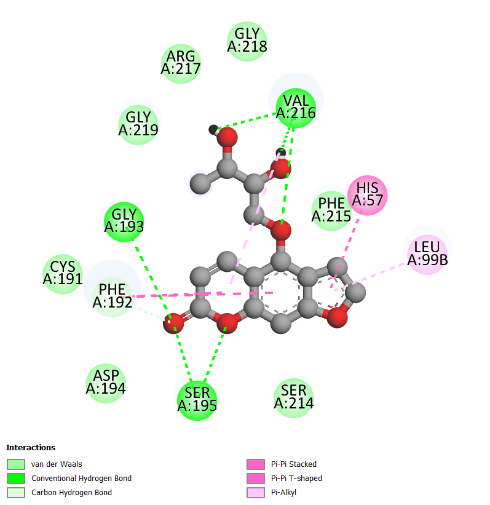 GLY
A:218
ARG
A:217
VAL
A:216
GLY
A:219
HIS
A:57
PHE
A:215
GLY
A:193
LEU
A:99B
CYS
A:191
PHE
A:192
ASP
A:194
SER
A:195
SER
A:214
Interactions
van der Waals
Conventional Hydrogen Bond
Carbon Hydrogen Bond
Pi-Pi Stacked
Pi-Pi T-shaped
Pi-Alkyl